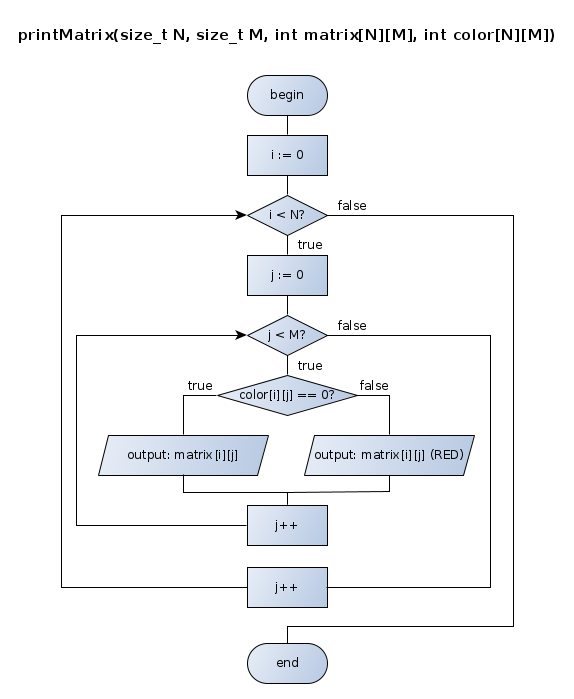 printMatrix(size_t N, size_t M, int matrix[N][M], int color[N][M])
begin
i := 0
i < N?
false
true
j := 0
j < M?
false
true
true
color[i][j] == 0?
false
output: matrix[i][j]
output: matrix[i][j] (RED)
j++
j++
end